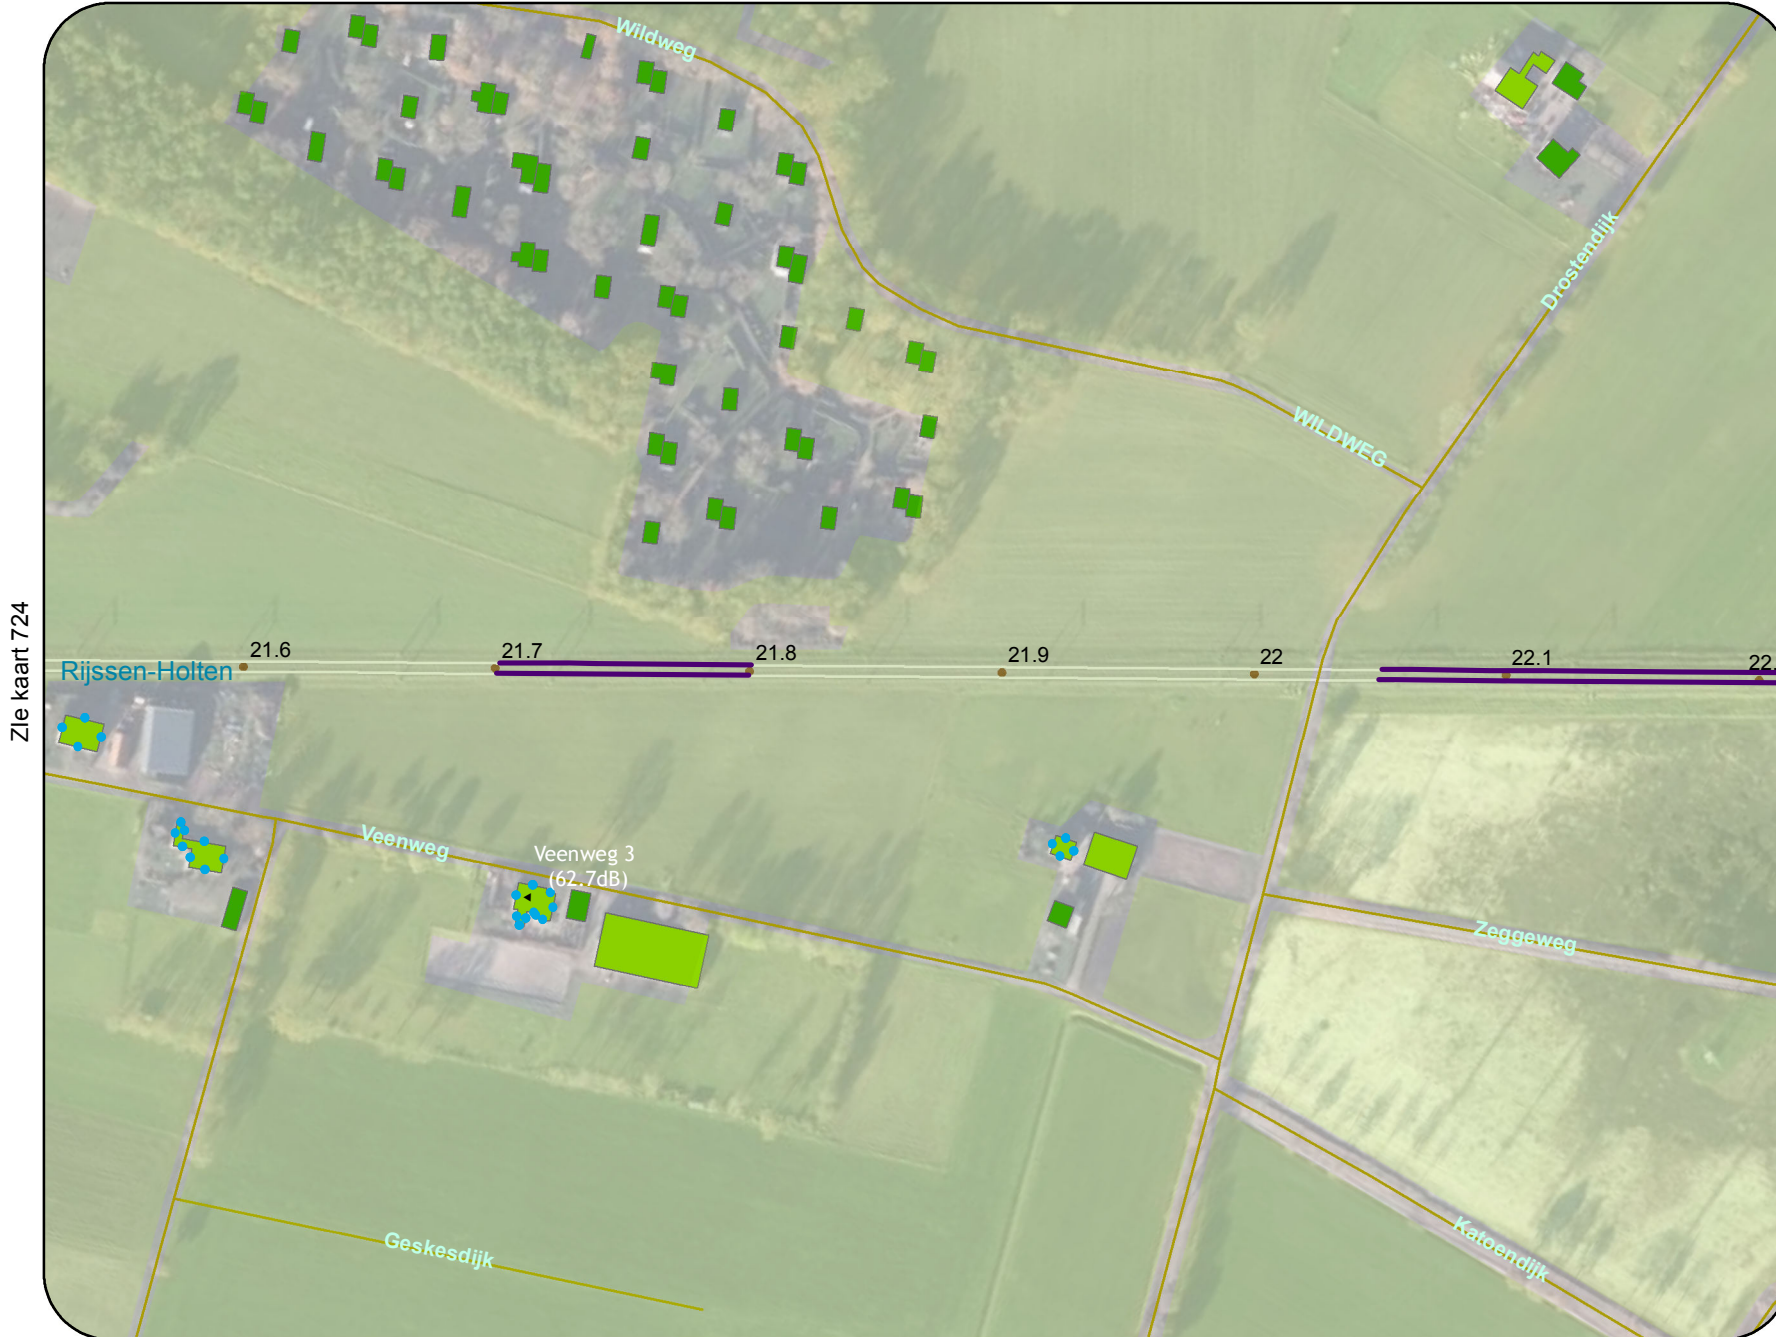 Wildweg
Drostendijk
WILDWEG
ZIe kaart 724
21.6
21.7
21.8
21.9
22
22.1
22.
Rijssen-Holten
Veenweg
Veenweg 3
(62.7dB)
Zeggeweg
Geskesdijk
Katoendijk